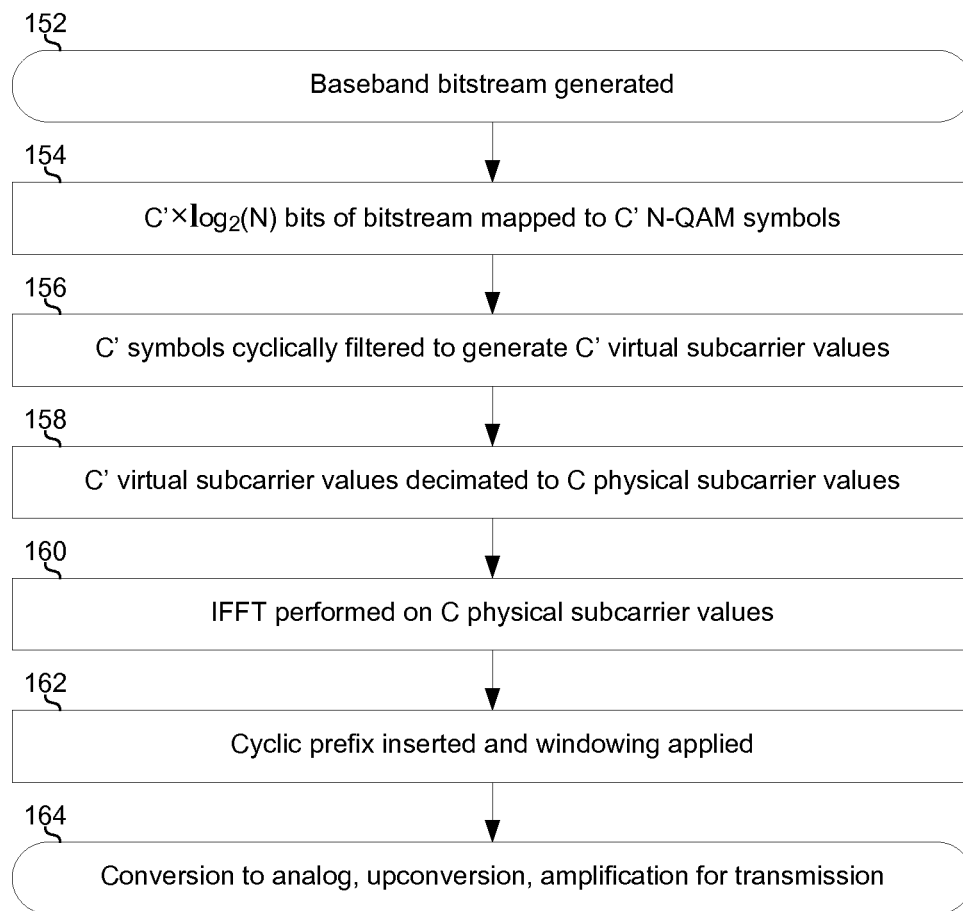 152
Baseband bitstream generated
154
C’×log₂(N) bits of bitstream mapped to C’ N-QAM symbols
156
C’ symbols cyclically filtered to generate C’ virtual subcarrier values
158
C’ virtual subcarrier values decimated to C physical subcarrier values
160
IFFT performed on C physical subcarrier values
162
Cyclic prefix inserted and windowing applied
164
Conversion to analog, upconversion, amplification for transmission